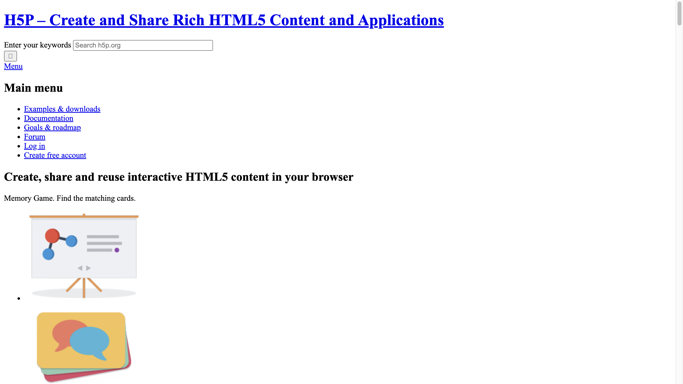 H5P – Create and Share Rich HTML5 Content and Applications
Enter your keywords Search h5p.org
Menu
Main menu
Examples & downloads
Documentation
Goals & roadmap
Forum
Log in
Create free account
Create, share and reuse interactive HTML5 content in your browser
Memory Game. Find the matching cards.